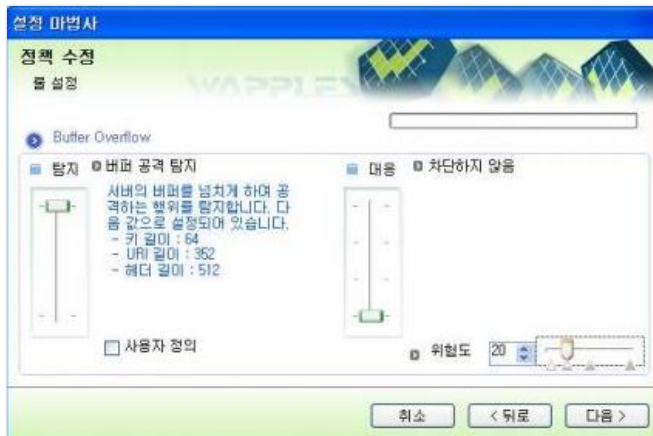 설정 마법사
정책 수정
룰 설정
WAPPLES
Buffer Overflow
탐지
버퍼 공격 탐지
서버의 버퍼를 넘치게 하며 공
격하는 행위를 탐지합니다. 다
음 값으로 설정되어 있습니다.
- 키 길이 : 64
- URI 길이 : 352
- 헤더 길이 : 512
사용자 정의
대응
차단하지 않음
위험도 20
취소
< 뒤로
다음 >